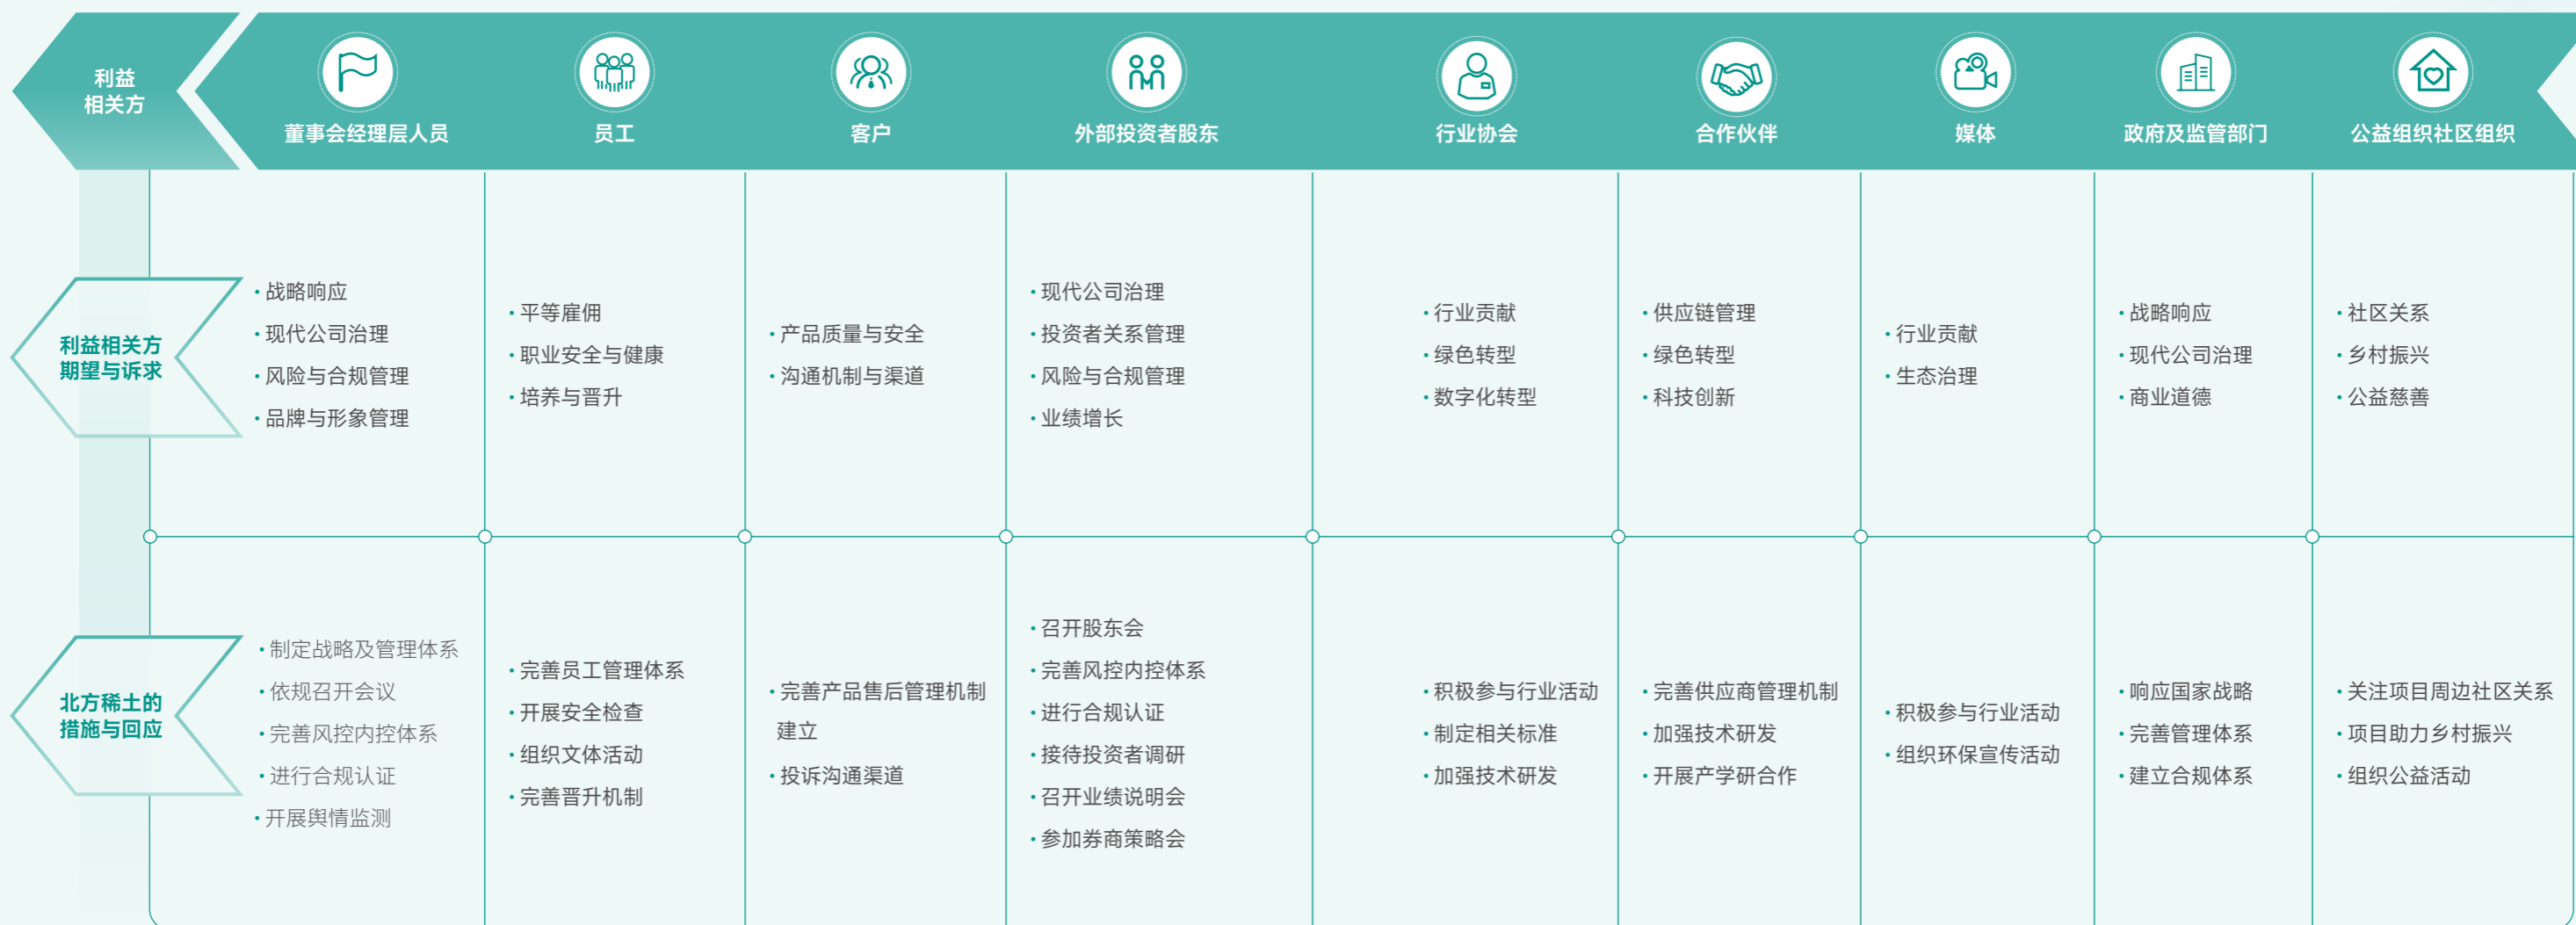 利益
相关方
董事会经理层人员
员工
客户
外部投资者股东
行业协会
合作伙伴
媒体
政府及监管部门
公益组织社区组织
利益相关方
期望与诉求
• 战略响应
• 现代公司治理
• 风险与合规管理
• 品牌与形象管理
• 平等雇佣
• 职业安全与健康
• 培养与晋升
• 产品质量与安全
• 沟通机制与渠道
• 现代公司治理
• 投资者关系管理
• 风险与合规管理
• 业绩增长
• 行业贡献
• 绿色转型
• 数字化转型
• 供应链管理
• 绿色转型
• 科技创新
• 行业贡献
• 生态治理
• 战略响应
• 现代公司治理
• 商业道德
• 社区关系
• 乡村振兴
• 公益慈善
北方稀土的
措施与回应
• 制定战略及管理体系
• 依规召开会议
• 完善风控内控体系
• 进行合规认证
• 开展舆情监测
• 完善员工管理体系
• 开展安全检查
• 组织文体活动
• 完善晋升机制
• 完善产品售后管理机制
建立
• 投诉沟通渠道
• 召开股东会
• 完善风控内控体系
• 进行合规认证
• 接待投资者调研
• 召开业绩说明会
• 参加券商策略会
• 积极参与行业活动
• 制定相关标准
• 加强技术研发
• 完善供应商管理机制
• 加强技术研发
• 开展产学研合作
• 积极参与行业活动
• 组织环保宣传活动
• 响应国家战略
• 完善管理体系
• 建立合规体系
• 关注项目周边社区关系
• 项目助力乡村振兴
• 组织公益活动